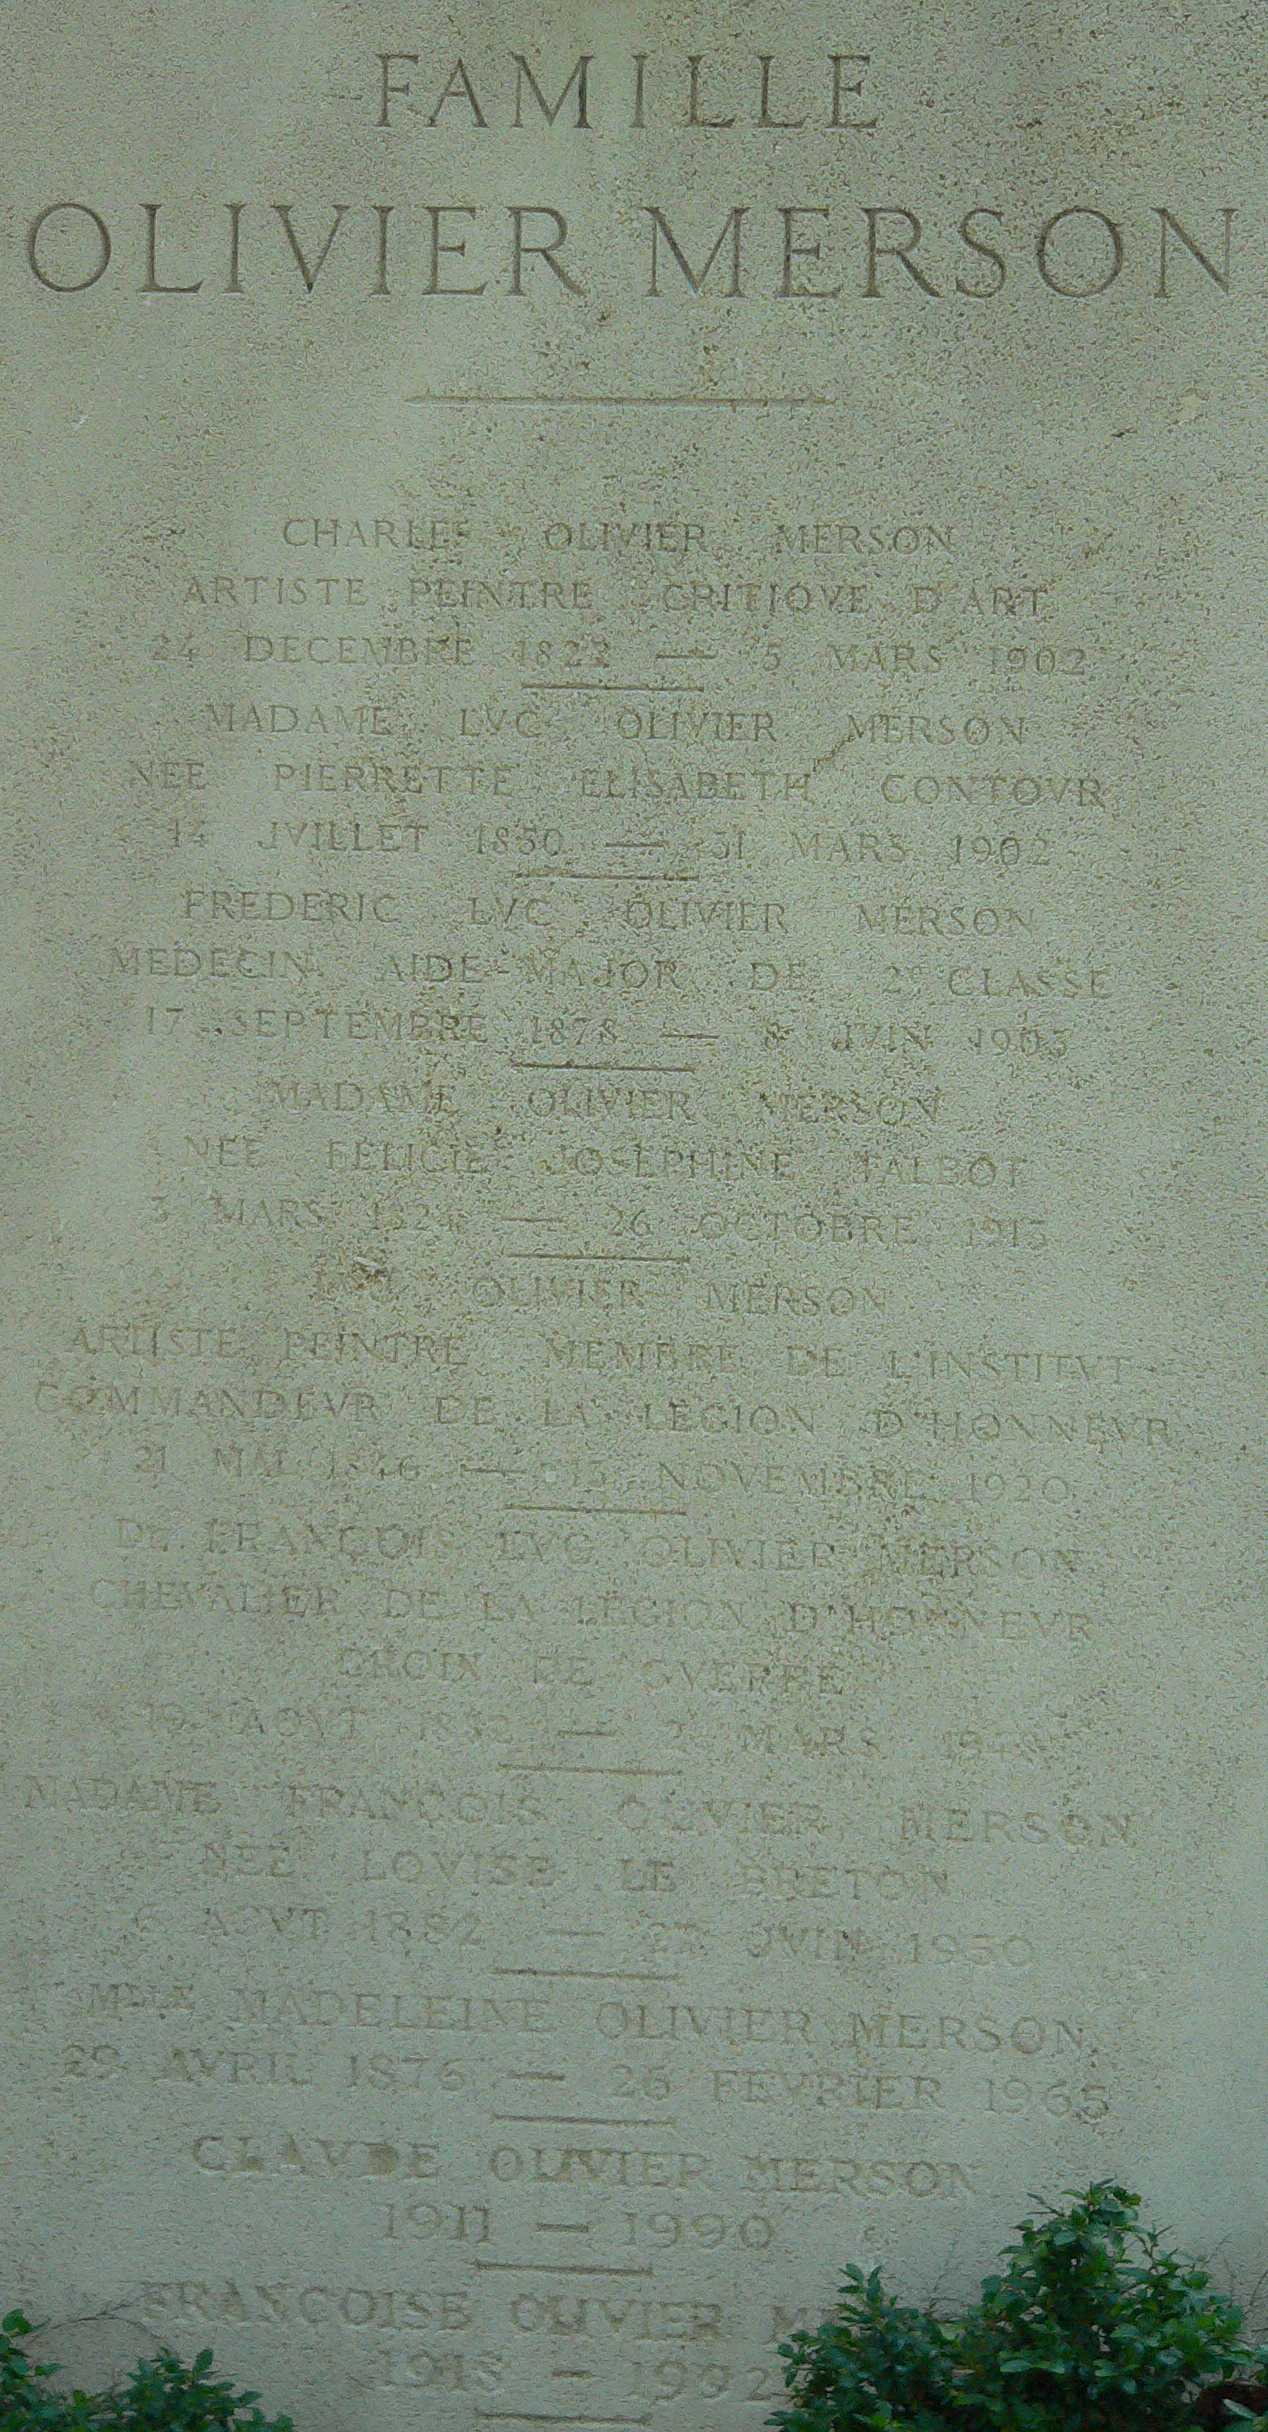 FAMILLE
OLIVIER MERSON
CHARLES OLIVIER MERSON
ARTISTE PEINTRE CRITIQVE D'ART
24 DECEMBRE 1822 — 5 MARS 1902
MADAME LVC OLIVIER MERSON
NEE PIERRETTE ELISABETH CONTOVR
14 JVILLET 1850 — 31 MARS 1902
FREDERIC LVC OLIVIER MERSON
MEDECIN AIDE-MAJOR DE 2E CLASSE
17 SEPTEMBRE 1878 — 8 JVIN 1903
MADAME OLIVIER MERSON
NEE FELICIE JOSEPHINE TALBOT
3 MARS — 26 OCTOBRE 1913
LVC OLIVIER MERSON
ARTISTE PEINTRE MEMBRE DE L'INSTITVT
COMMANDEVR DE LA LEGION D'HONNEVR
21 MAI 1846 — 13 NOVEMBRE 1920
DR FRANÇOIS LVC OLIVIER MERSON
CHEVALIER DE LA LEGION D'HONNEVR
CROIX DE GVERRE
19 AOVT — MARS
MADAME FRANÇOIS OLIVIER MERSON
NEE LOVISE LE BRETON
6 AOVT 1882 — JVIN 1950
MELLE MADELEINE OLIVIER MERSON
29 AVRIL 1876 — 26 FEVRIER 1965
CLAVDE OLIVIER MERSON
1911 — 1990
FRANÇOISE OLIVIER
— 1992